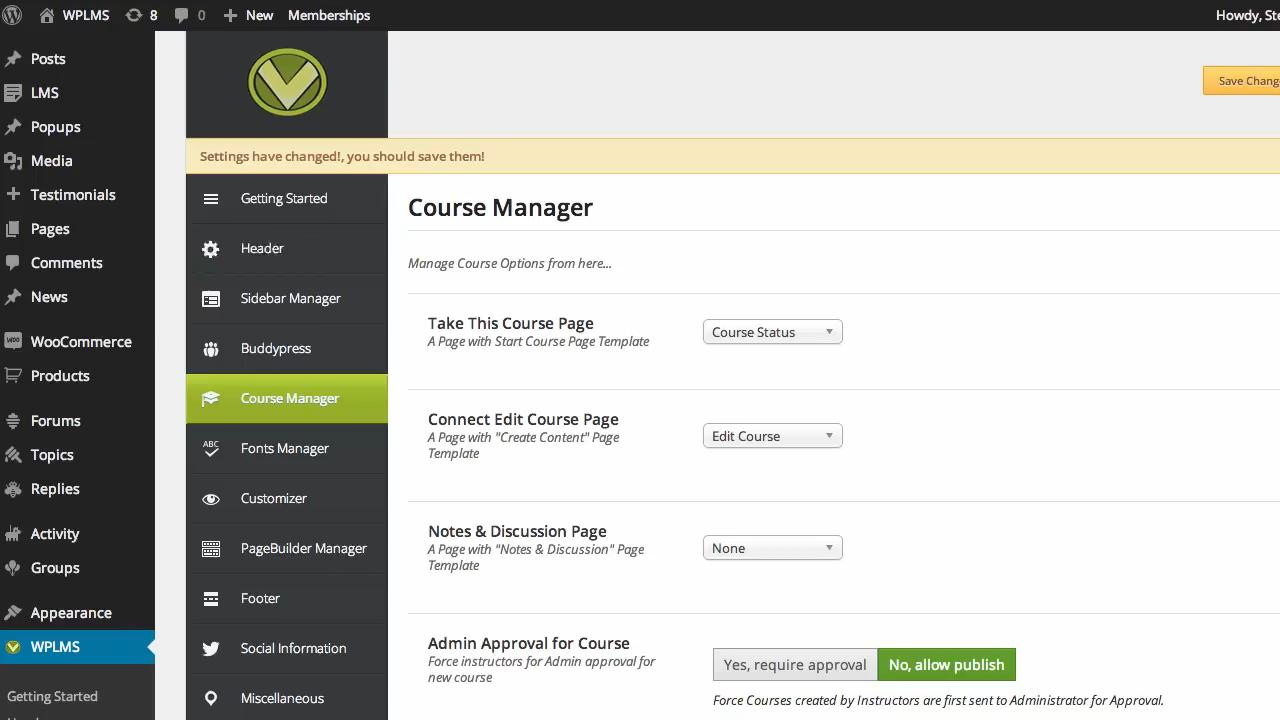 WPLMS 8 0 New Memberships Howdy, Ste
Posts
LMS
Popups
Media
Testimonials
Pages
Comments
News
WooCommerce
Products
Forums
Topics
Replies
Activity
Groups
Appearance
WPLMS
Getting Started
Save Chang
Settings have changed!, you should save them!
Getting Started
Header
Sidebar Manager
Buddypress
Course Manager
ABC
Fonts Manager
Customizer
PageBuilder Manager
Footer
Social Information
Miscellaneous
Course Manager
Manage Course Options from here...
Take This Course Page
A Page with Start Course Page Template
Course Status
Connect Edit Course Page
A Page with "Create Content" Page
Template
Edit Course
Notes & Discussion Page
A Page with "Notes & Discussion" Page
Template
None
Admin Approval for Course
Force instructors for Admin approval for
new course
Yes, require approval No, allow publish
Force Courses created by Instructors are first sent to Administrator for Approval.